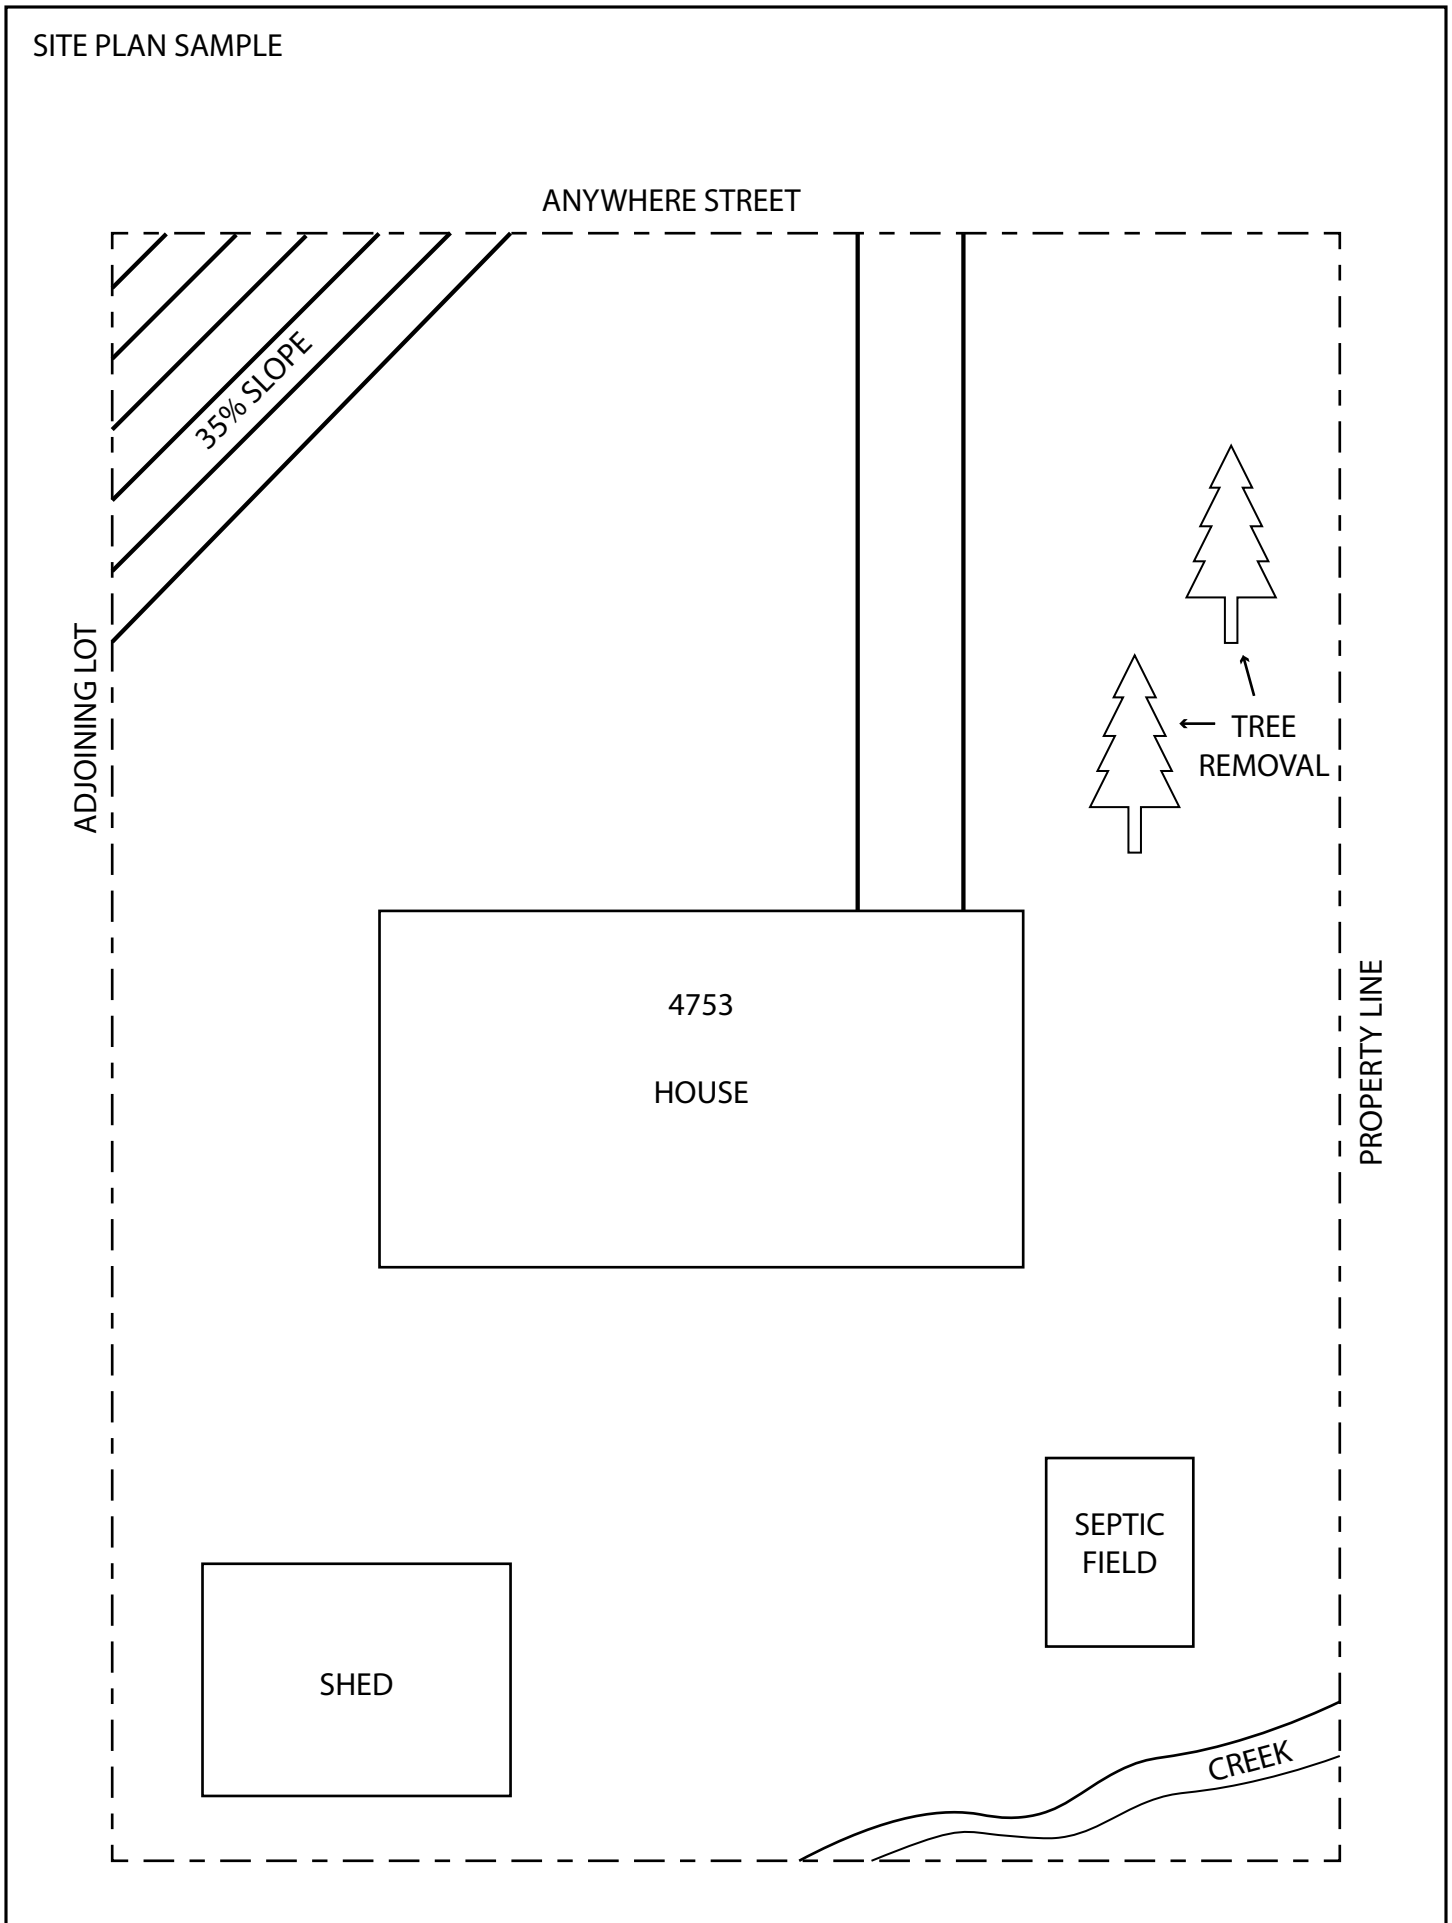 SITE PLAN SAMPLE
ANYWHERE STREET
35% SLOPE
ADJOINING LOT
TREE
REMOVAL
4753
HOUSE
PROPERTY LINE
SEPTIC
FIELD
SHED
CREEK